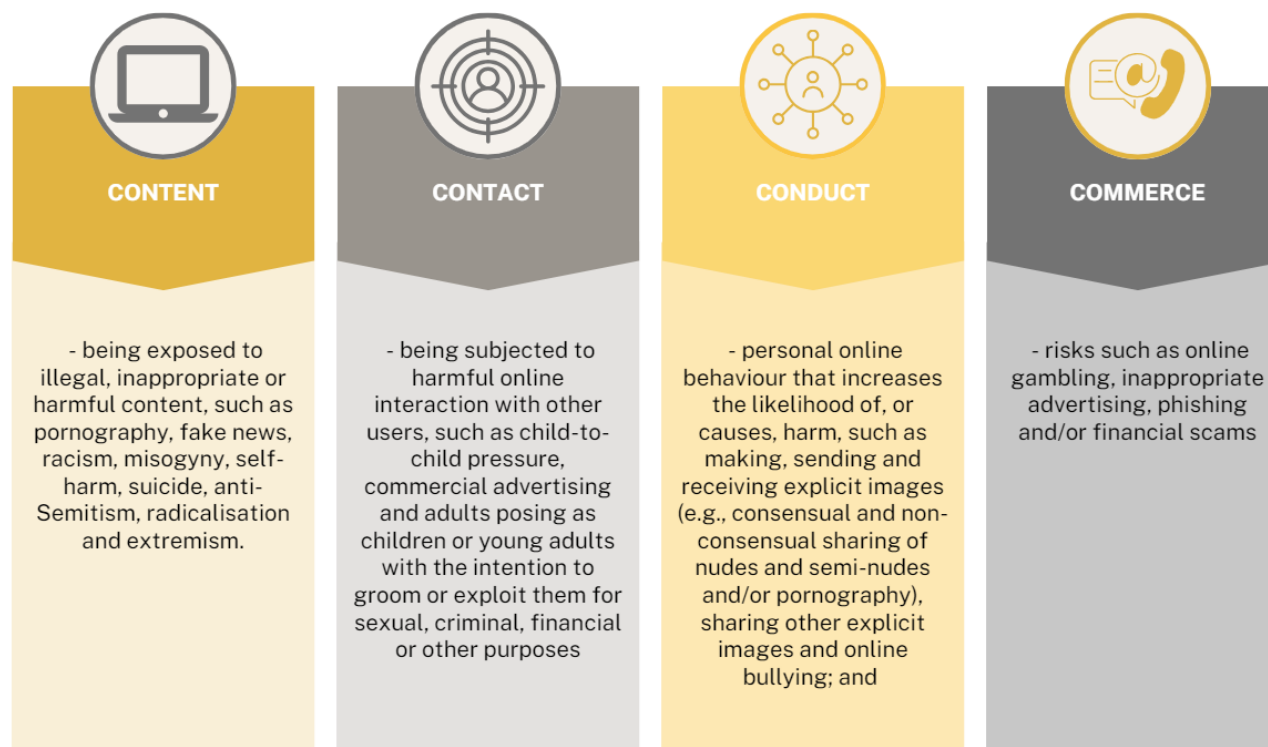 CONTENT
- being exposed to
illegal, inappropriate or
harmful content, such as
pornography, fake news,
racism, misogyny, self-
harm, suicide, anti-
Semitism, radicalisation
and extremism.
CONTACT
- being subjected to
harmful online
interaction with other
users, such as child-to-
child pressure,
commercial advertising
and adults posing as
children or young adults
with the intention to
groom or exploit them for
sexual, criminal, financial
or other purposes
CONDUCT
- personal online
behaviour that increases
the likelihood of, or
causes, harm, such as
making, sending and
receiving explicit images
(e.g., consensual and non-
consensual sharing of
nudes and semi-nudes
and/or pornography),
sharing other explicit
images and online
bullying; and
COMMERCE
- risks such as online
gambling, inappropriate
advertising, phishing
and/or financial scams